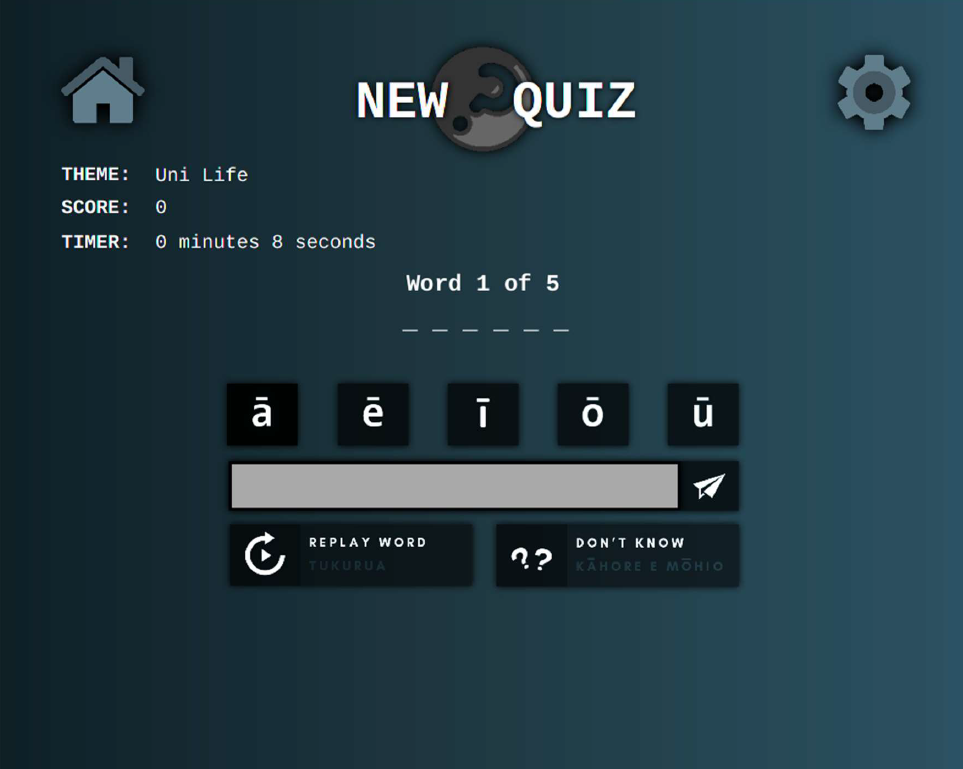 NEW ? QUIZ
THEME: Uni Life
SCORE: 0
TIMER: 0 minutes 8 seconds
Word 1 of 5
_ _ _ _ _ _
ā ē ī ō ū
REPLAY WORD
TUKURUA
? ?
DON'T KNOW
KĀHORE E MŌHIO